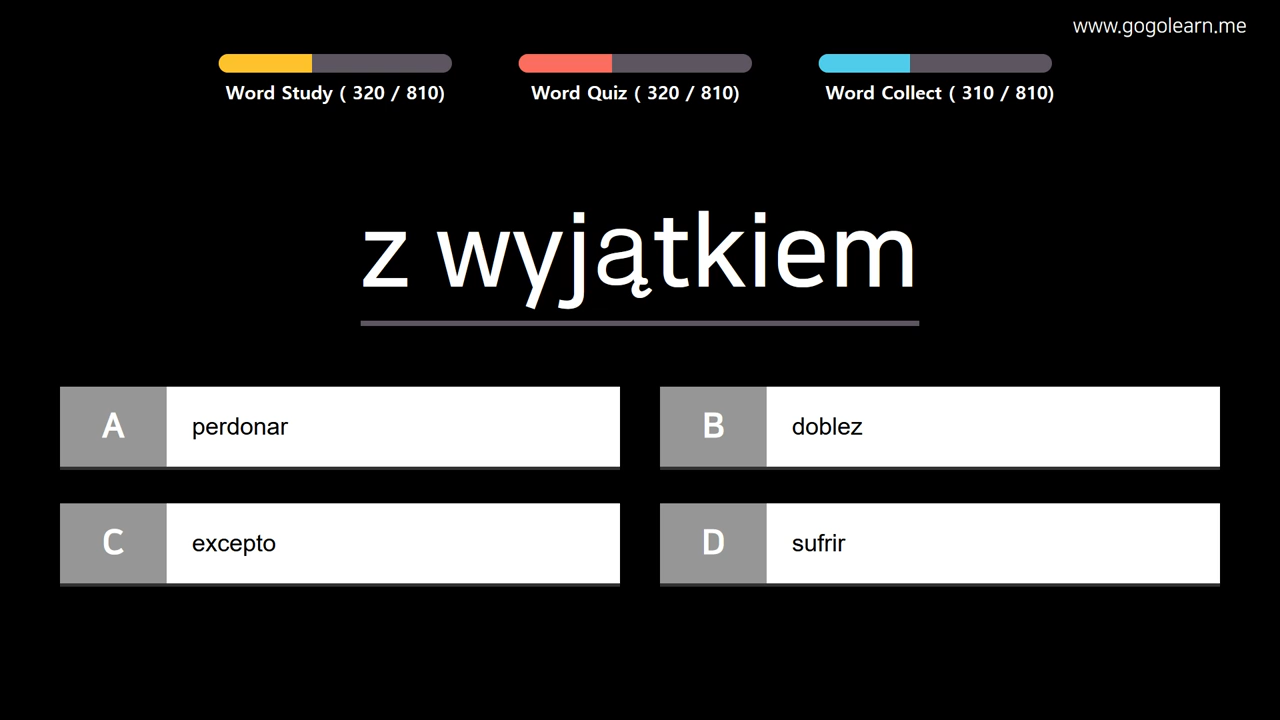 www.gogolearn.me
Word Study ( 320 / 810)
Word Quiz ( 320 / 810)
Word Collect ( 310 / 810)
z wyjątkiem
A perdonar
B doblez
C excepto
D sufrir